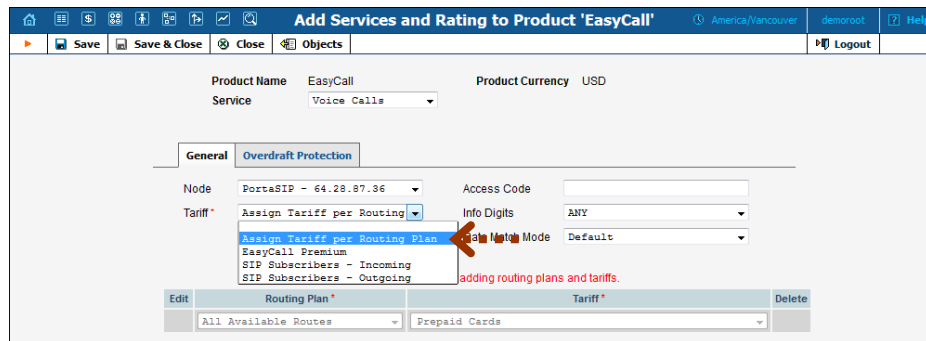 Add Services and Rating to Product 'EasyCall' America/Vancouver demoroot Help
Save Save & Close Close Objects Logout
Product Name EasyCall Product Currency USD
Service Voice Calls
General Overdraft Protection
Node PortaSIP - 64.28.87.36 Access Code
Tariff * Assign Tariff per Routing Info Digits ANY
Assign Tariff per Routing Plan Match Mode Default
EasyCall Premium
SIP Subscribers - Incoming
SIP Subscribers - Outgoing adding routing plans and tariffs.
Edit Routing Plan * Tariff * Delete
All Available Routes Prepaid Cards